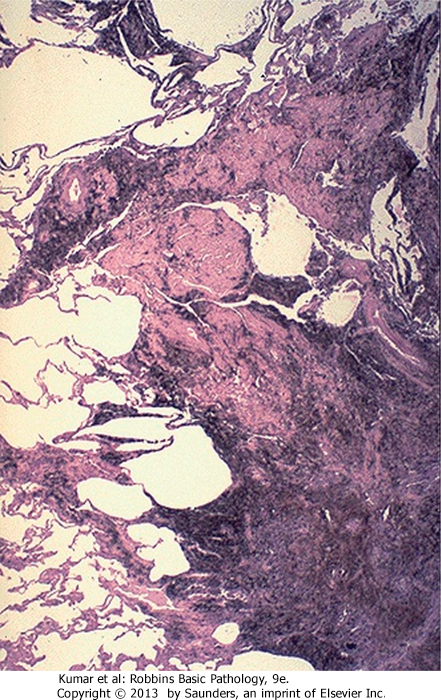 Kumar et al: Robbins Basic Pathology, 9e.
Copyright © 2013  by Saunders, an imprint of Elsevier Inc.